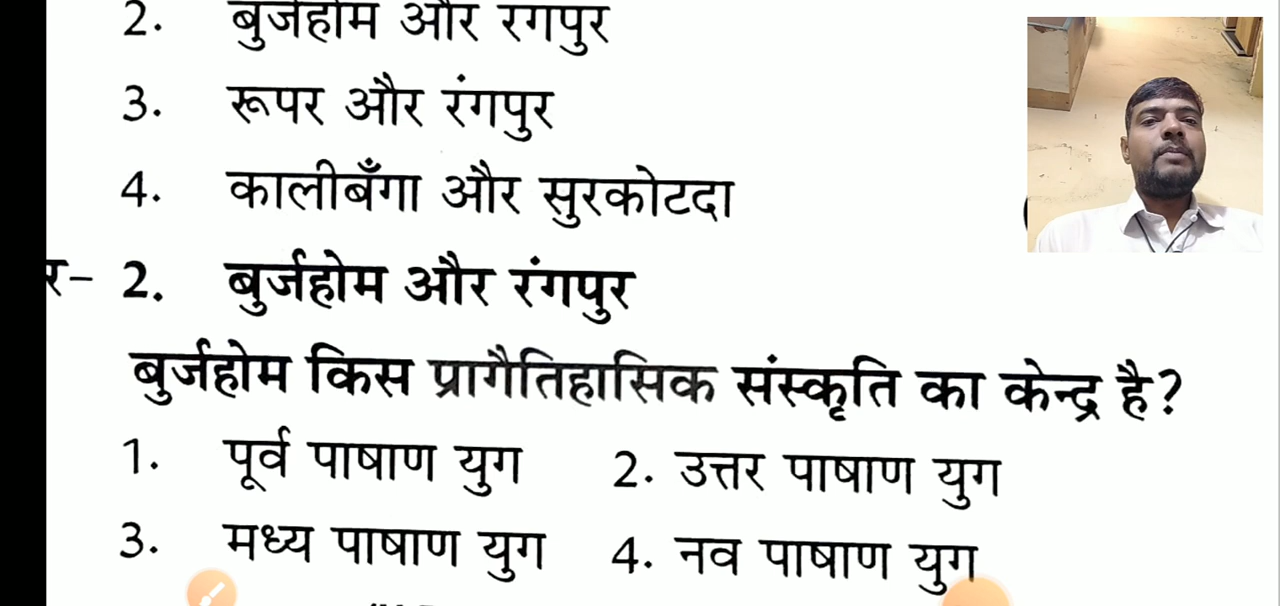 2. बुर्जहोम और रंगपुर
3. रूपर और रंगपुर
4. कालीबँगा और सुरकोटदा
र- 2. बुर्जहोम और रंगपुर
बुर्जहोम किस प्रागैतिहासिक संस्कृति का केन्द्र है?
1. पूर्व पाषाण युग 2. उत्तर पाषाण युग
3. मध्य पाषाण युग 4. नव पाषाण युग